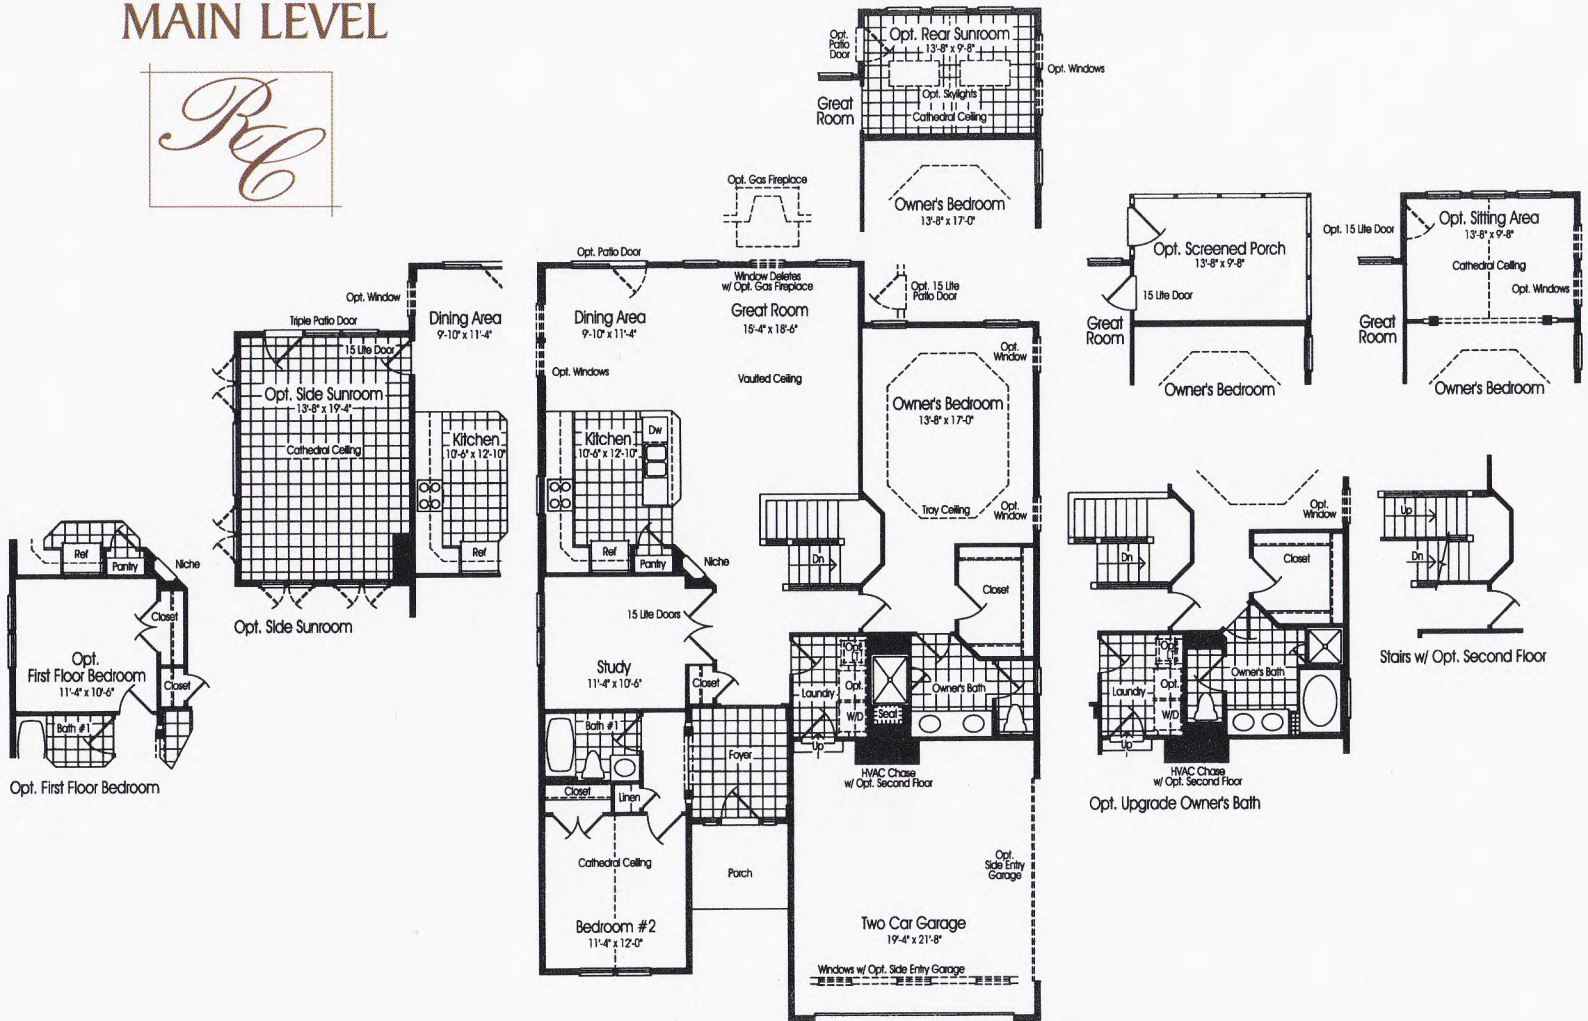 MAIN LEVEL
RC
Opt.
Patio
Door
Opt. Rear Sunroom
13'-8" x 9'-8"
Opt. Windows
Opt. Skylights
Cathedral Ceiling
Great
Room
Owner's Bedroom
13'-8" x 17'-0"
Opt. Gas Fireplace
Opt. Screened Porch
13'-8" x 9'-8"
15 Lite Door
Great
Room
Owner's Bedroom
Opt. 15 Lite Door
Opt. Sitting Area
13'-8" x 9'-8"
Cathedral Ceiling
Opt. Windows
Great
Room
Owner's Bedroom
Opt. Window
Dining Area
9'-10" x 11'-4"
Triple Patio Door
15 Lite Door
Opt. Side Sunroom
13'-8" x 19'-4"
Cathedral Ceiling
Kitchen
10'-6" x 12'-10"
Ref
Opt. Side Sunroom
Opt. Patio Door
Window Deletes
w/ Opt. Gas Fireplace
Opt. 15 Lite
Patio Door
Dining Area
9'-10" x 11'-4"
Great Room
15'-4" x 18'-6"
Opt. Windows
Vaulted Ceiling
Opt.
Window
Owner's Bedroom
13'-8" x 17'-0"
Tray Ceiling
Opt.
Window
Kitchen
10'-6" x 12'-10"
Dw
Ref
Pantry
Niche
Dn
Closet
15 Lite Doors
Study
11'-4" x 10'-6"
Closet
Laundry
Opt.
Opt.
W/D
Up
Seat
Owner's Bath
HVAC Chase
w/ Opt. Second Floor
Bath #1
Foyer
Closet
Linen
Cathedral Ceiling
Bedroom #2
11'-4" x 12'-0"
Porch
Opt.
Side Entry
Garage
Two Car Garage
19'-4" x 21'-8"
Windows w/ Opt. Side Entry Garage
Ref
Pantry
Niche
Closet
Opt.
First Floor Bedroom
11'-4" x 10'-6"
Closet
Bath #1
Opt. First Floor Bedroom
Opt.
Window
Dn
Closet
Laundry
Opt.
Opt.
W/D
Up
Owner's Bath
HVAC Chase
w/ Opt. Second Floor
Opt. Upgrade Owner's Bath
Up
Dn
Stairs w/ Opt. Second Floor